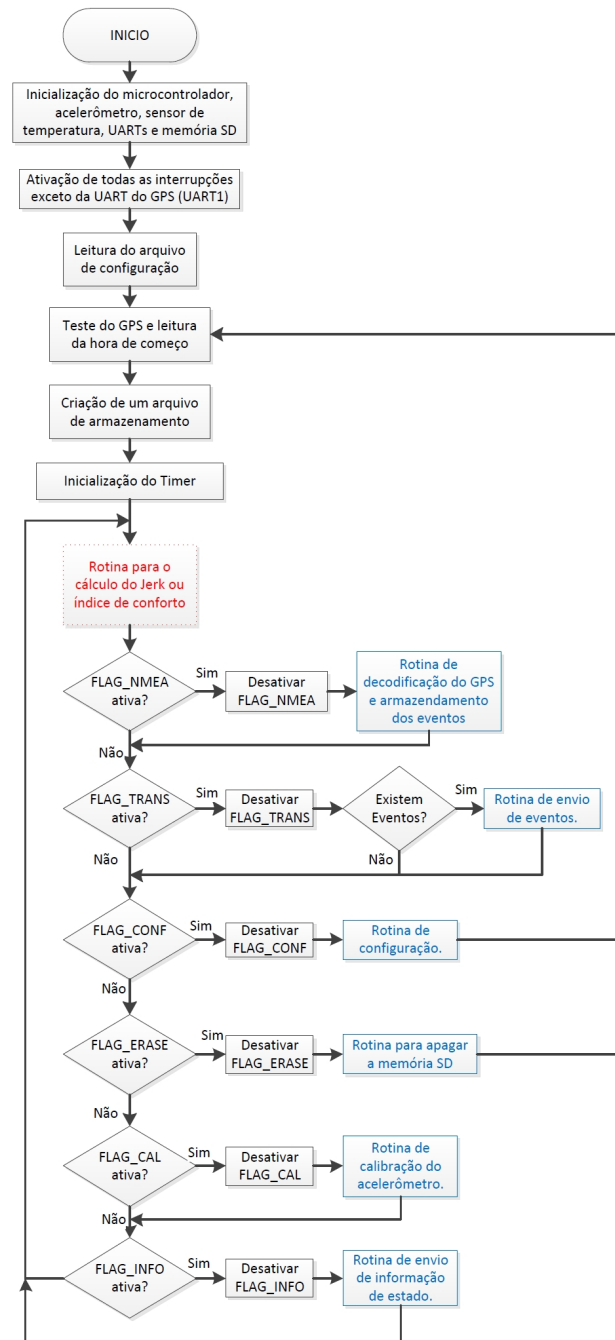 INICIO
Inicialização do microcontrolador,
acelerômetro, sensor de
temperatura, UARTs e memória SD
Ativação de todas as interrupções
exceto da UART do GPS (UART1)
Leitura do arquivo
de configuração
Teste do GPS e leitura
da hora de começo
Criação de um arquivo
de armazenamento
Inicialização do Timer
Rotina para o
cálculo do Jerk ou
índice de conforto
FLAG_NMEA
ativa?
Sim
Desativar
FLAG_NMEA
Rotina de
decodificação do GPS
e armazendamento
dos eventos
Não
FLAG_TRANS
ativa?
Sim
Desativar
FLAG_TRANS
Existem
Eventos?
Sim
Rotina de envio
de eventos.
Não
Não
FLAG_CONF
ativa?
Sim
Desativar
FLAG_CONF
Rotina de
configuração.
Não
FLAG_ERASE
ativa?
Sim
Desativar
FLAG_ERASE
Rotina para apagar
a memória SD
Não
FLAG_CAL
ativa?
Sim
Desativar
FLAG_CAL
Rotina de
calibração do
acelerômetro.
Não
FLAG_INFO
ativa?
Sim
Desativar
FLAG_INFO
Rotina de envio
de informação
de estado.